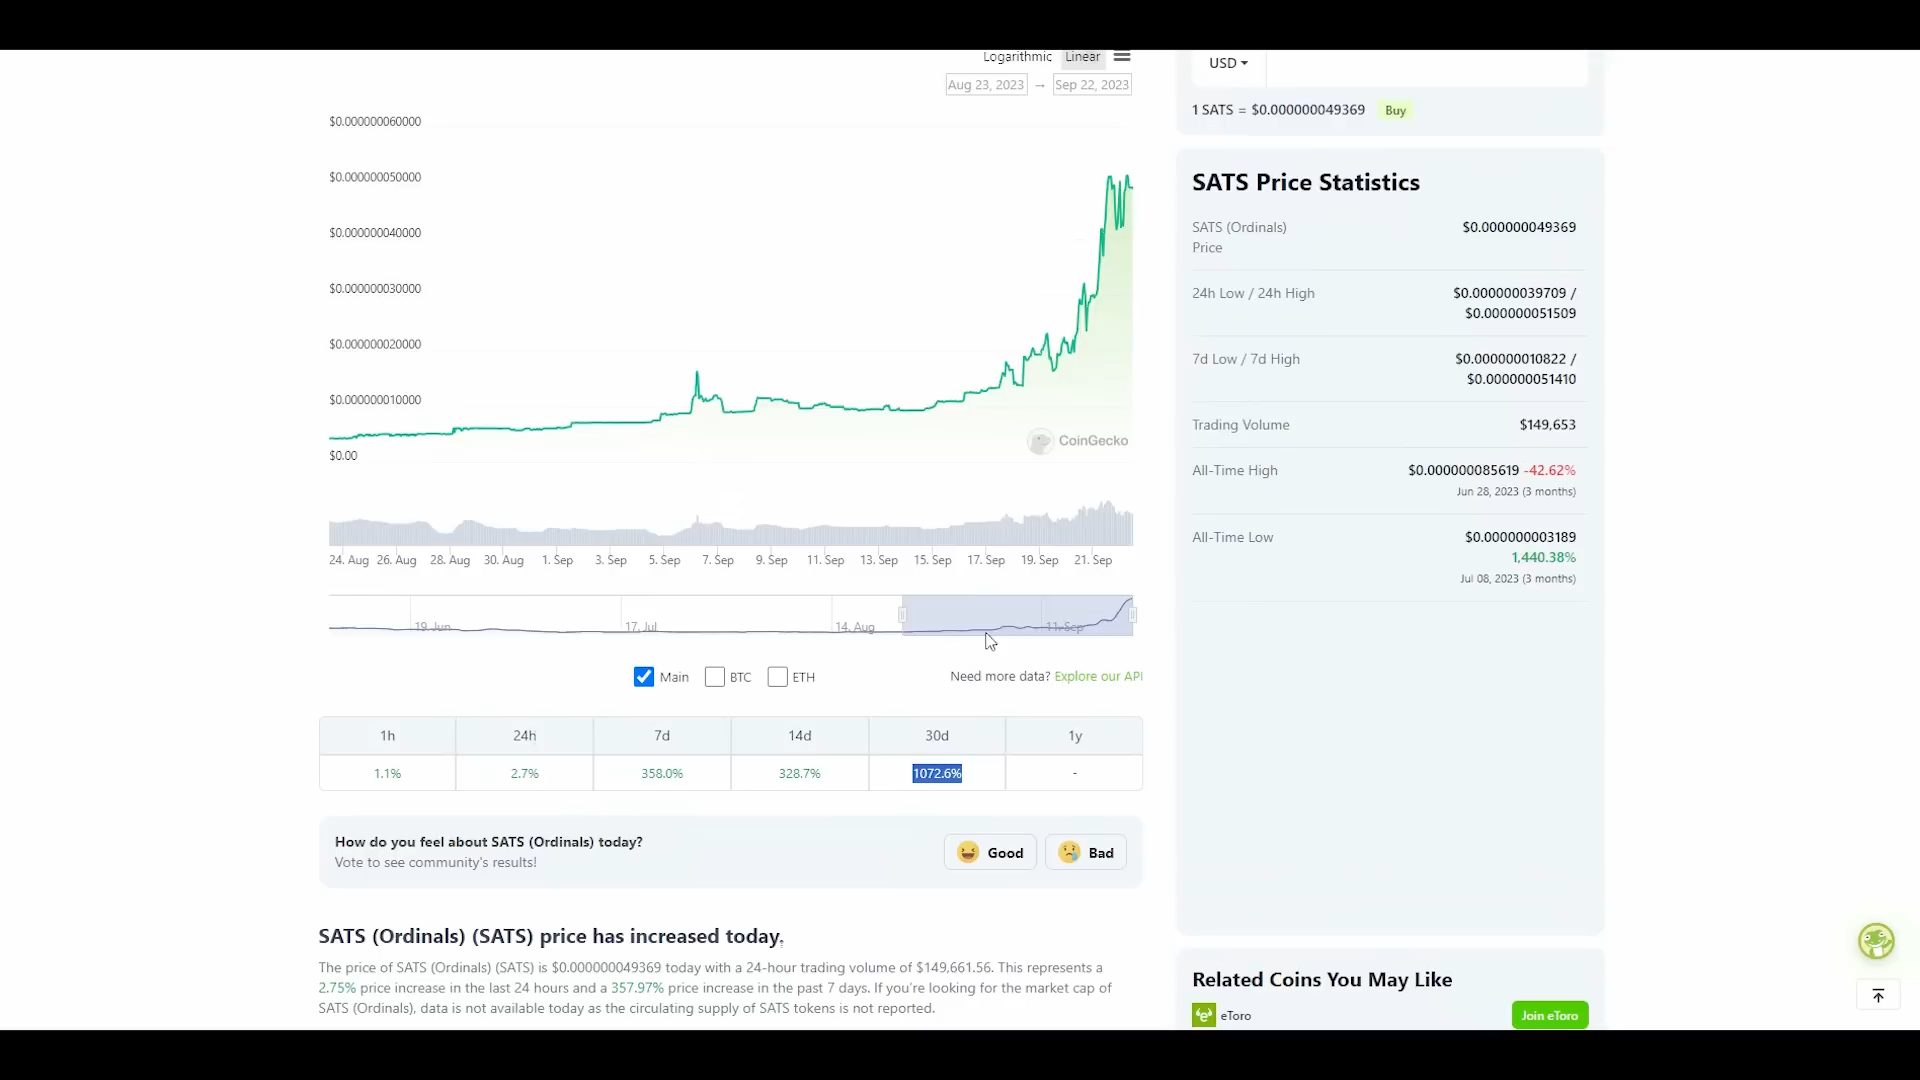 Logarithmic Linear
Aug 23, 2023 → Sep 22, 2023
$0.000000060000
$0.000000050000
$0.000000040000
$0.000000030000
$0.000000020000
$0.000000010000
$0.00
CoinGecko
24. Aug 26. Aug 28. Aug 30. Aug 1. Sep 3. Sep 5. Sep 7. Sep 9. Sep 11. Sep 13. Sep 15. Sep 17. Sep 19. Sep 21. Sep
19. Jun 17. Jul 14. Aug 11. Sep
Main BTC ETH
Need more data? Explore our API
1h 24h 7d 14d 30d 1y
1.1% 2.7% 358.0% 328.7% 1072.6% -
How do you feel about SATS (Ordinals) today?
Vote to see community's results!
Good Bad
SATS (Ordinals) (SATS) price has increased today.
The price of SATS (Ordinals) (SATS) is $0.000000049369 today with a 24-hour trading volume of $149,661.56. This represents a
2.75% price increase in the last 24 hours and a 357.97% price increase in the past 7 days. If you're looking for the market cap of
SATS (Ordinals), data is not available today as the circulating supply of SATS tokens is not reported.
USD
1 SATS = $0.000000049369 Buy
SATS Price Statistics
SATS (Ordinals) $0.000000049369
Price
24h Low / 24h High $0.000000039709 /
$0.000000051509
7d Low / 7d High $0.000000010822 /
$0.000000051410
Trading Volume $149,653
All-Time High $0.000000085619 -42.62%
Jun 28, 2023 (3 months)
All-Time Low $0.000000003189
1,440.38%
Jul 08, 2023 (3 months)
Related Coins You May Like
eToro Join eToro